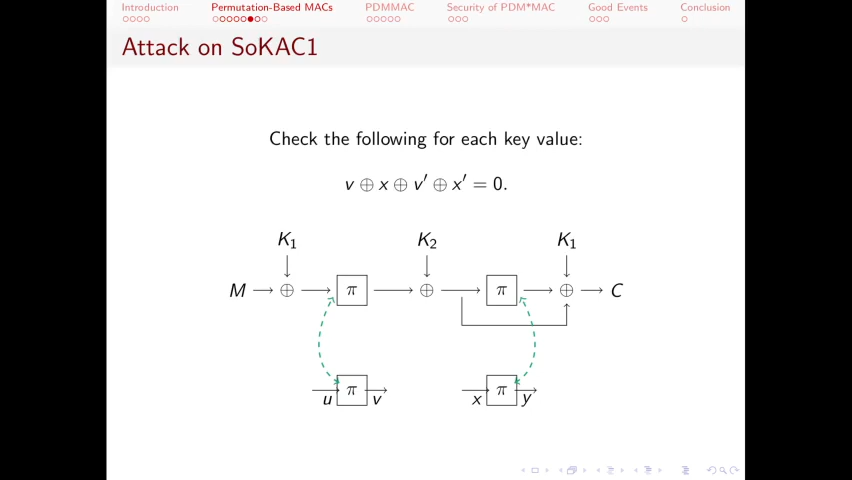 Introduction Permutation-Based MACs PDMMAC Security of PDM*MAC Good Events Conclusion
Attack on SoKAC1
Check the following for each key value:
v ⊕ x ⊕ v′ ⊕ x′ = 0.
K₁ K₂ K₁
M ⊕ π ⊕ π ⊕ C
π π
u v x y